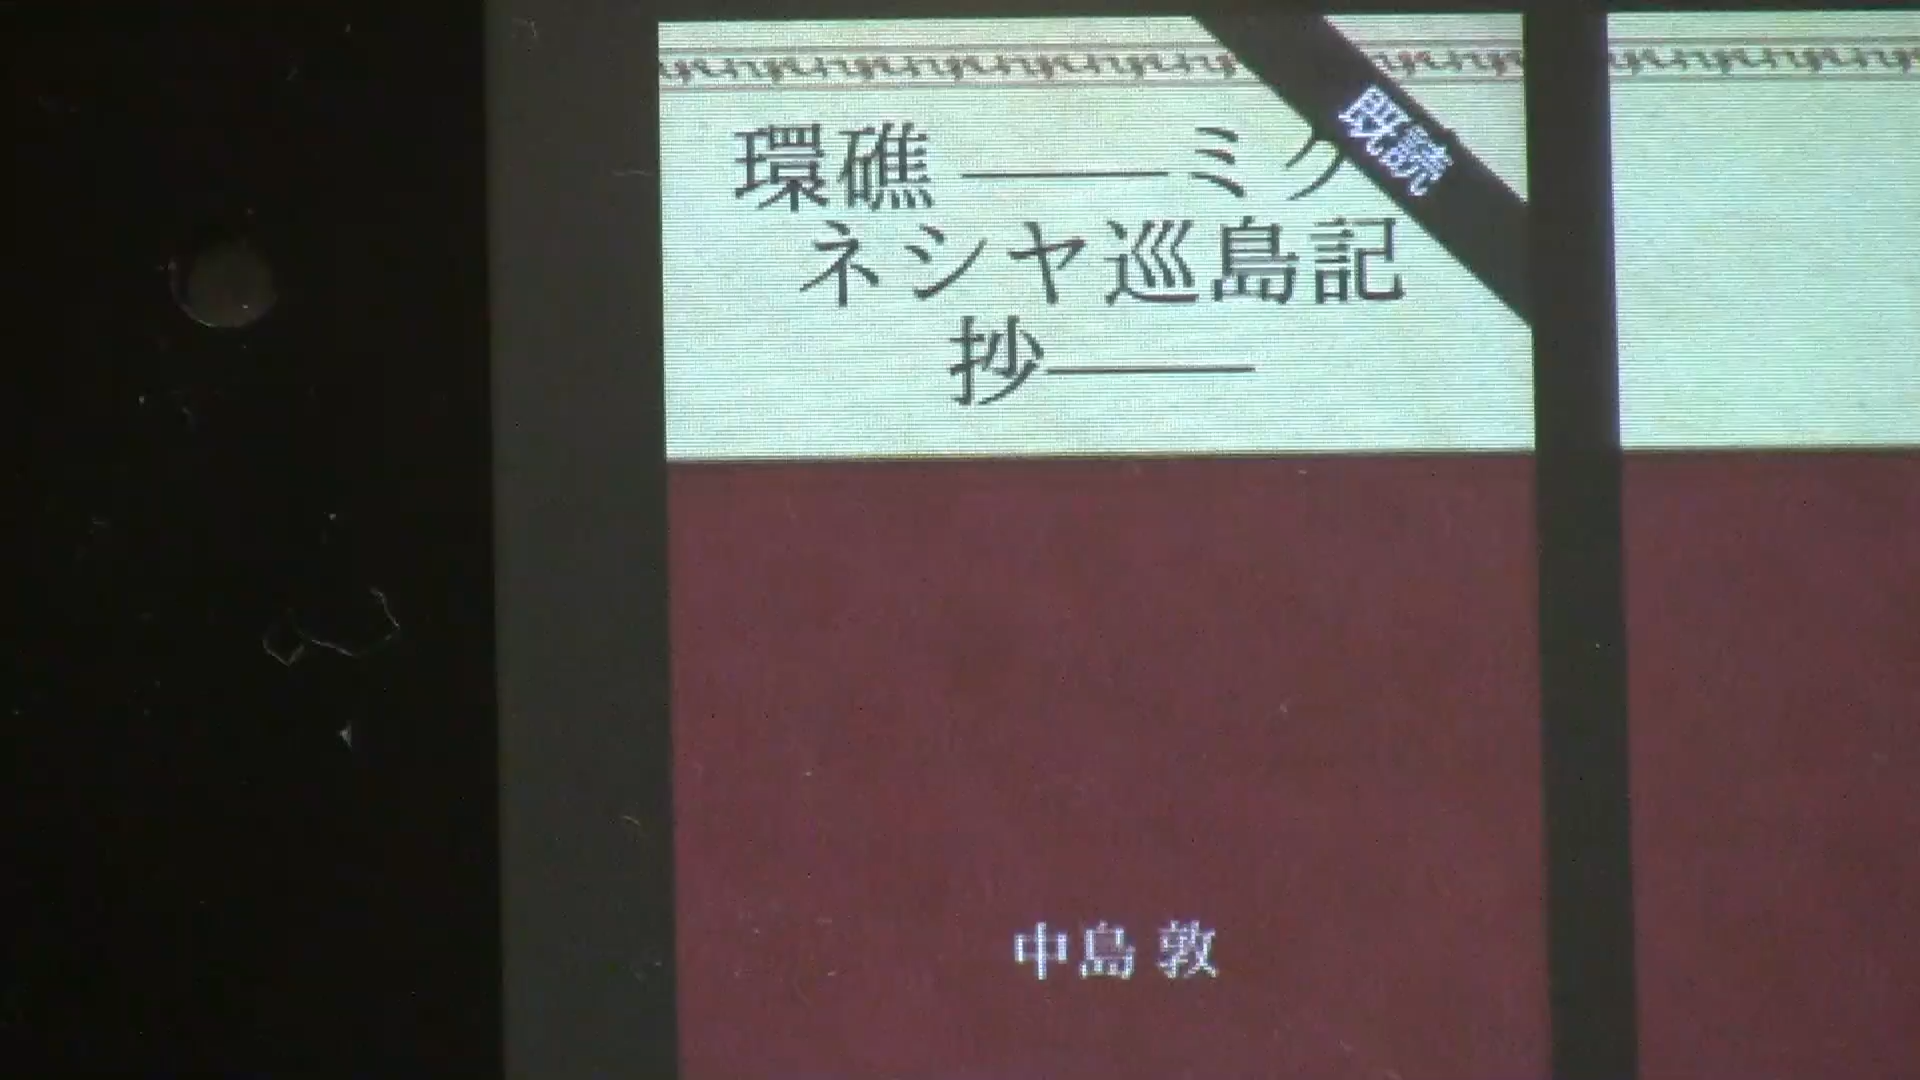 環礁 ――ミク
ネシヤ巡島記
抄――
既読
中島 敦